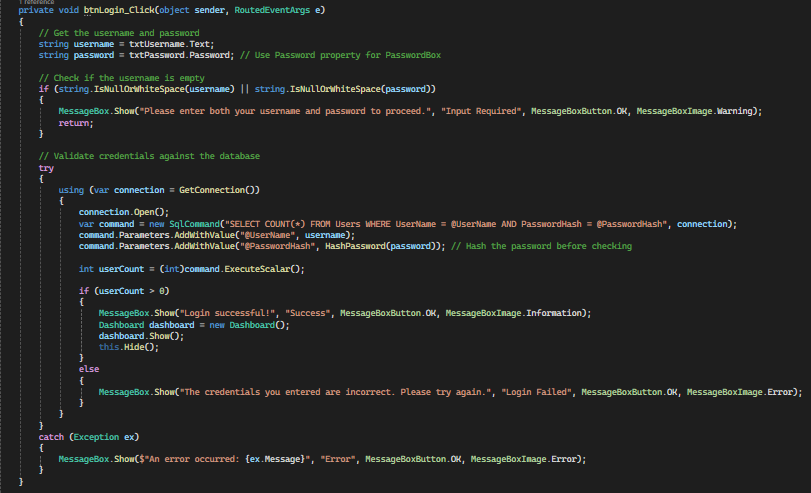 1 reference
private void btnLogin_Click(object sender, RoutedEventArgs e)
{
// Get the username and password
string username = txtUsername.Text;
string password = txtPassword.Password; // Use Password property for PasswordBox
// Check if the username is empty
if (string.IsNullOrWhiteSpace(username) || string.IsNullOrWhiteSpace(password))
{
MessageBox.Show("Please enter both your username and password to proceed.", "Input Required", MessageBoxButton.OK, MessageBoxImage.Warning);
return;
}
// Validate credentials against the database
try
{
using (var connection = GetConnection())
{
connection.Open();
var command = new SqlCommand("SELECT COUNT(*) FROM Users WHERE UserName = @UserName AND PasswordHash = @PasswordHash", connection);
command.Parameters.AddWithValue("@UserName", username);
command.Parameters.AddWithValue("@PasswordHash", HashPassword(password)); // Hash the password before checking
int userCount = (int)command.ExecuteScalar();
if (userCount > 0)
{
MessageBox.Show("Login successful!", "Success", MessageBoxButton.OK, MessageBoxImage.Information);
Dashboard dashboard = new Dashboard();
dashboard.Show();
this.Hide();
}
else
{
MessageBox.Show("The credentials you entered are incorrect. Please try again.", "Login Failed", MessageBoxButton.OK, MessageBoxImage.Error);
}
}
}
catch (Exception ex)
{
MessageBox.Show($"An error occurred: {ex.Message}", "Error", MessageBoxButton.OK, MessageBoxImage.Error);
}
}